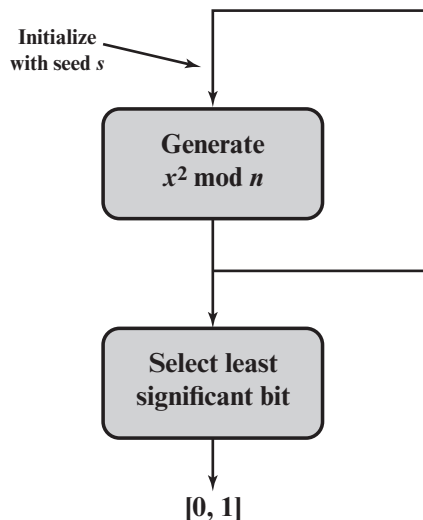 Initialize
with seed s
Generate
x² mod n
Select least
significant bit
[0, 1]